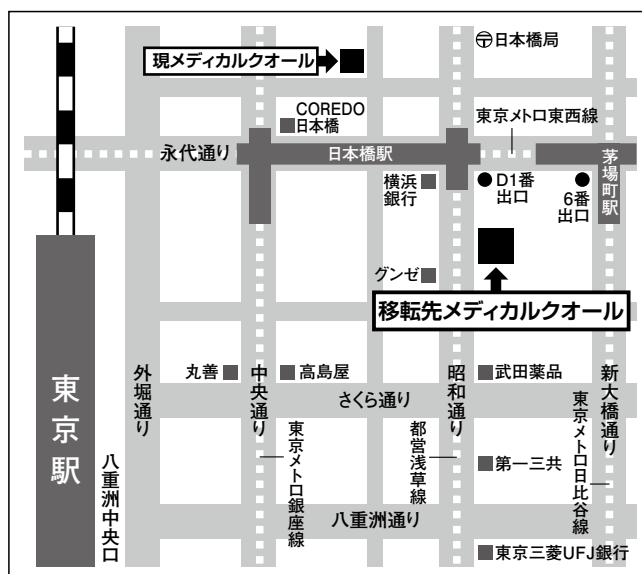 〶日本橋局
現メディカルクオール
COREDO
日本橋
東京メトロ東西線
永代通り
日本橋駅
茅場町駅
横浜
銀行
D1番
出口
6番
出口
グンゼ
移転先メディカルクオール
丸善
高島屋
武田薬品
東京駅
外堀通り
中央通り
昭和通り
新大橋通り
さくら通り
八重洲中央口
東京メトロ銀座線
都営浅草線
第一三共
東京メトロ日比谷線
八重洲通り
東京三菱UFJ銀行